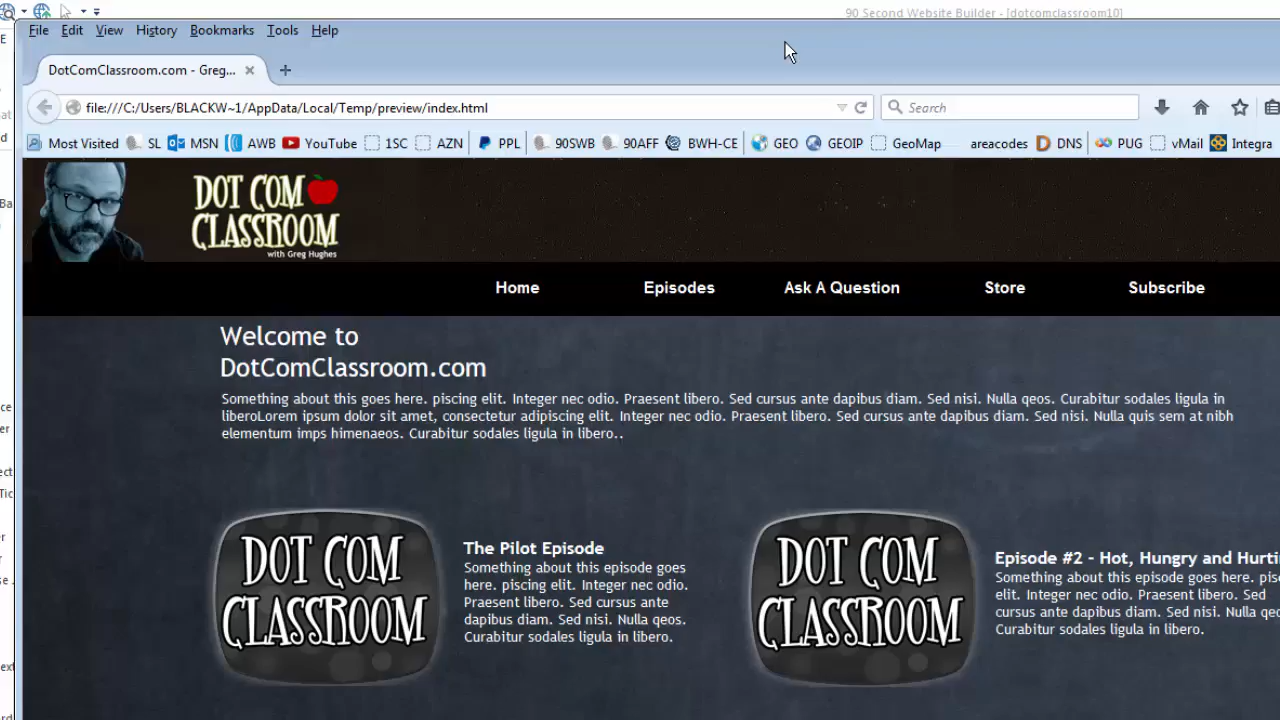 90 Second Website Builder - [dotcomclassroom10]
File Edit View History Bookmarks Tools Help
DotComClassroom.com - Greg...
file:///C:/Users/BLACKW~1/AppData/Local/Temp/preview/index.html
Search
Most Visited SL MSN AWB YouTube 1SC AZN PPL 90SWB 90AFF BWH-CE GEO GEOIP GeoMap areacodes DNS PUG vMail Integra
DOT COM
CLASSROOM
with Greg Hughes
Home Episodes Ask A Question Store Subscribe
Welcome to
DotComClassroom.com
Something about this goes here. piscing elit. Integer nec odio. Praesent libero. Sed cursus ante dapibus diam. Sed nisi. Nulla qeos. Curabitur sodales ligula in
liberoLorem ipsum dolor sit amet, consectetur adipiscing elit. Integer nec odio. Praesent libero. Sed cursus ante dapibus diam. Sed nisi. Nulla quis sem at nibh
elementum imps himenaeos. Curabitur sodales ligula in libero..
DOT COM
CLASSROOM
The Pilot Episode
Something about this episode goes
here. piscing elit. Integer nec odio.
Praesent libero. Sed cursus ante
dapibus diam. Sed nisi. Nulla qeos.
Curabitur sodales ligula in libero.
DOT COM
CLASSROOM
Episode #2 - Hot, Hungry and Hurti
Something about this episode goes here. pisc
elit. Integer nec odio. Praesent libero. Sed
cursus ante dapibus diam. Sed nisi. Nulla qeo
Curabitur sodales ligula in libero.